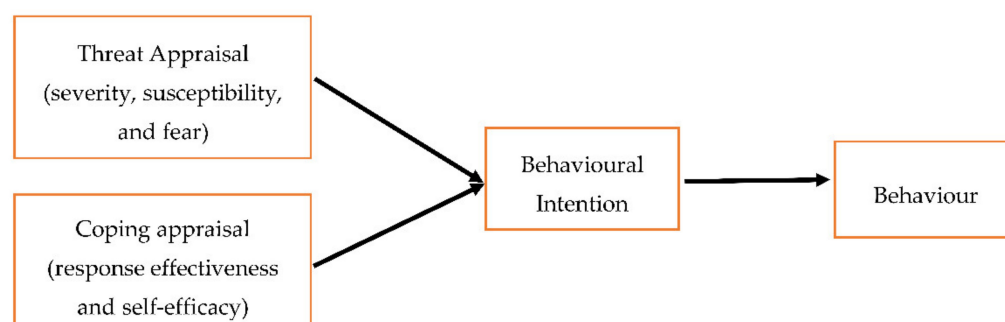 Threat Appraisal
(severity, susceptibility,
and fear)
Coping appraisal
(response effectiveness
and self-efficacy)
Behavioural
Intention
Behaviour